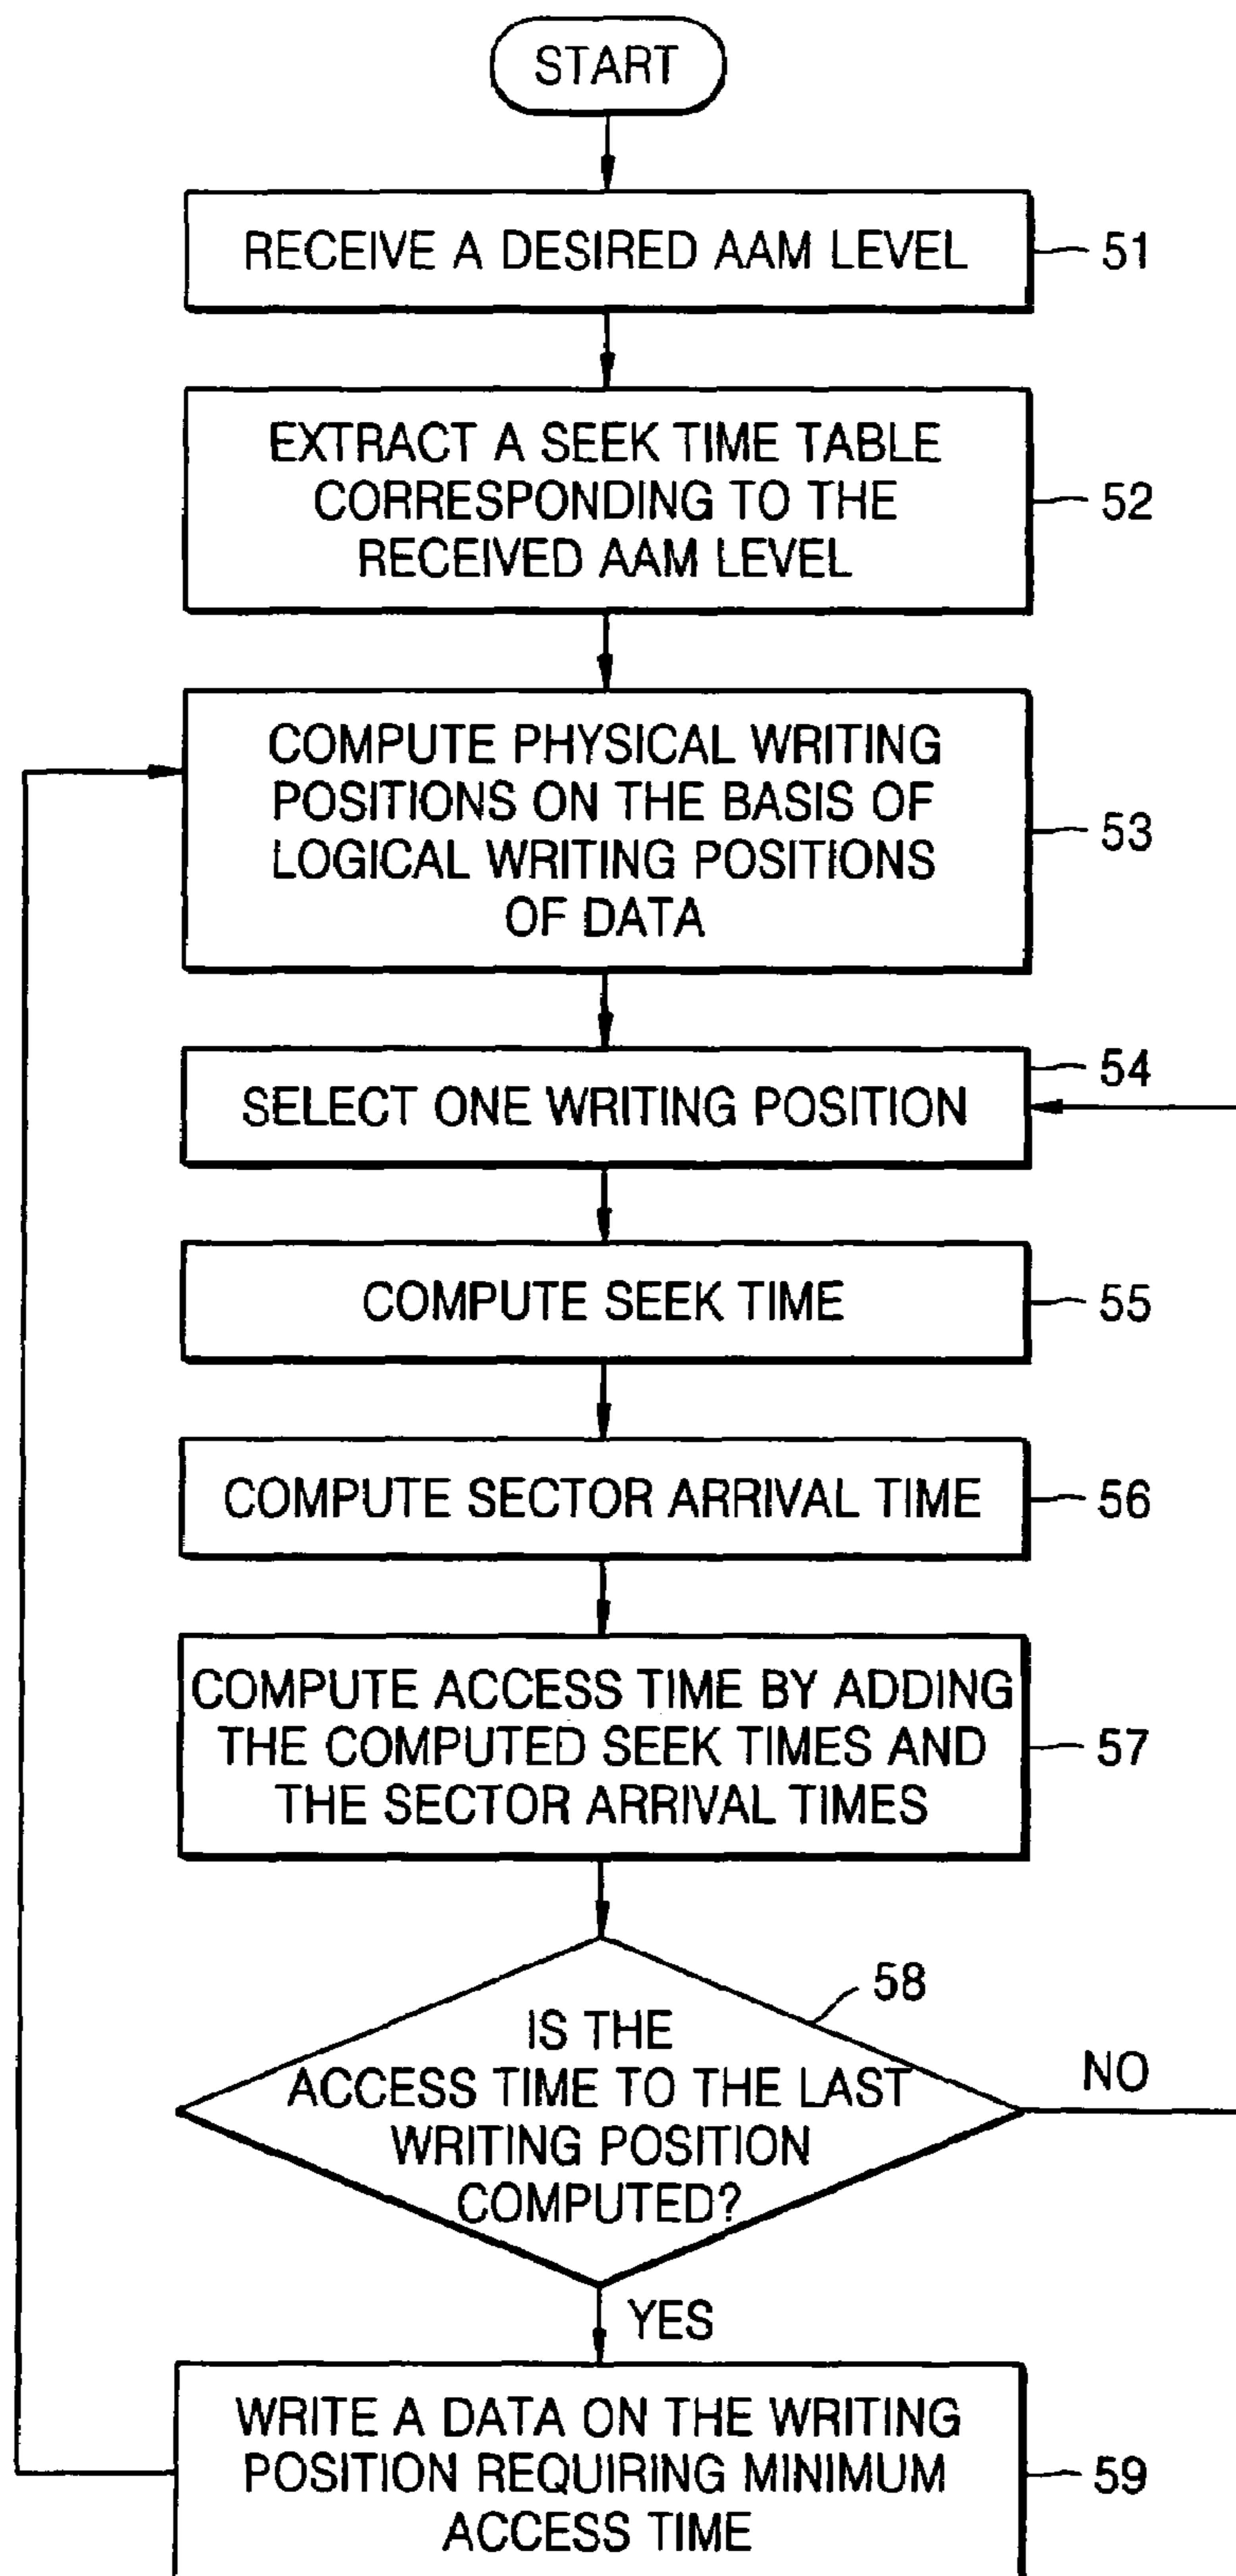 START
RECEIVE A DESIRED AAM LEVEL
51
EXTRACT A SEEK TIME TABLE
CORRESPONDING TO THE
RECEIVED AAM LEVEL
52
COMPUTE PHYSICAL WRITING
POSITIONS ON THE BASIS OF
LOGICAL WRITING POSITIONS
OF DATA
53
SELECT ONE WRITING POSITION
54
COMPUTE SEEK TIME
55
COMPUTE SECTOR ARRIVAL TIME
56
COMPUTE ACCESS TIME BY ADDING
THE COMPUTED SEEK TIMES AND
THE SECTOR ARRIVAL TIMES
57
58
IS THE
ACCESS TIME TO THE LAST
WRITING POSITION
COMPUTED?
NO
YES
WRITE A DATA ON THE WRITING
POSITION REQUIRING MINIMUM
ACCESS TIME
59